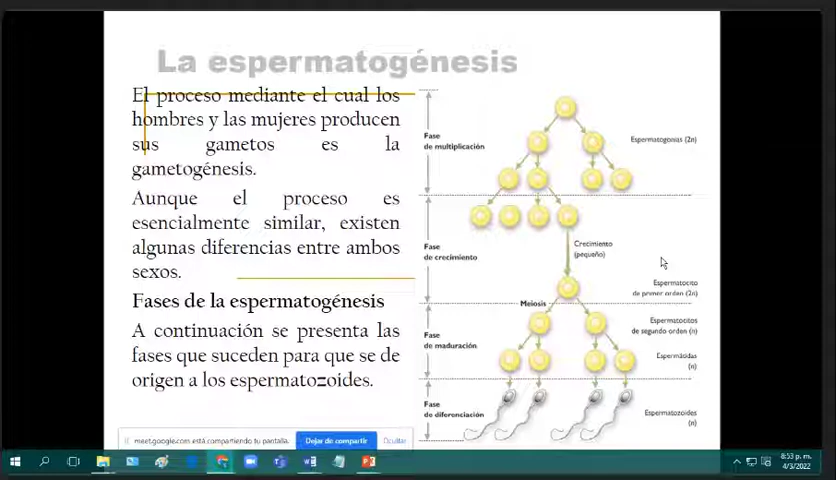 La espermatogénesis
El proceso mediante el cual los
hombres y las mujeres producen
sus gametos es la
gametogénesis.
Aunque el proceso es
esencialmente similar, existen
algunas diferencias entre ambos
sexos.
Fases de la espermatogénesis
A continuación se presenta las
fases que suceden para que se de
origen a los espermatozoides.
Fase
de multiplicación
Espermatogonias (2n)
Fase
de crecimiento
Crecimiento
(pequeño)
Espermatocito
de primer orden (2n)
Meiosis
Fase
de maduración
Espermatocitos
de segundo orden (n)
Espermátidas
(n)
Fase
de diferenciación
Espermatozoides
(n)
meet.google.com está compartiendo tu pantalla.
Dejar de compartir
Ocultar
8:53 p. m.
4/3/2022